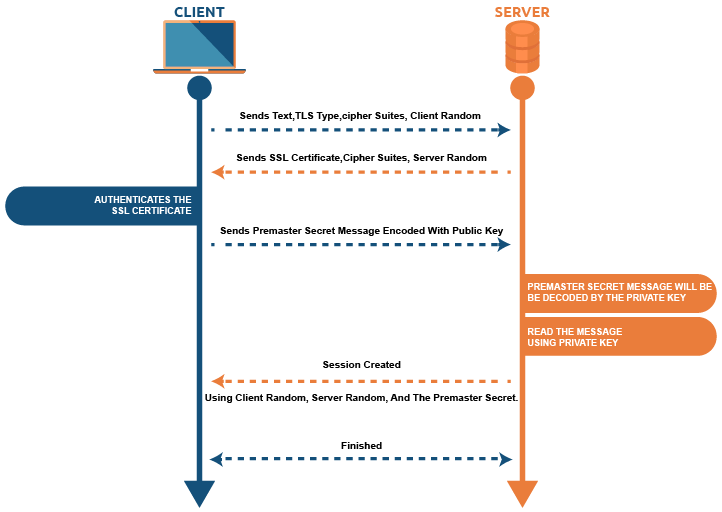 CLIENT
SERVER
Sends Text,TLS Type,cipher Suites, Client Random
Sends SSL Certificate,Cipher Suites, Server Random
AUTHENTICATES THE
SSL CERTIFICATE
Sends Premaster Secret Message Encoded With Public Key
PREMASTER SECRET MESSAGE WILL BE
BE DECODED BY THE PRIVATE KEY
READ THE MESSAGE
USING PRIVATE KEY
Session Created
Using Client Random, Server Random, And The Premaster Secret.
Finished